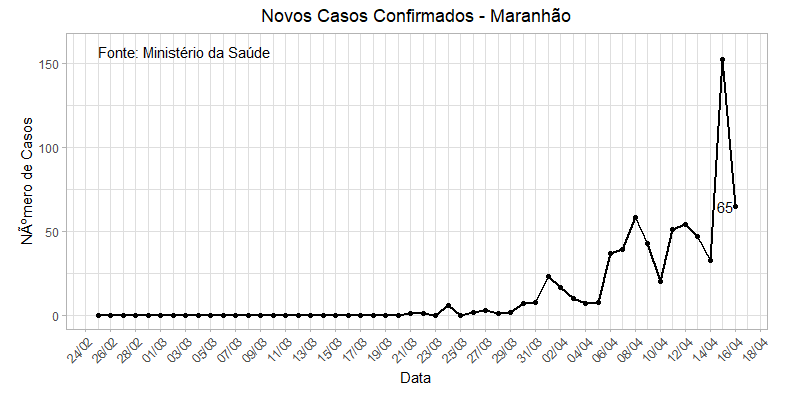 Novos Casos Confirmados - Maranhão
Fonte: Ministério da Saúde
NÃºmero de Casos
150
100
50
0
65
24/02 26/02 28/02 01/03 03/03 05/03 07/03 09/03 11/03 13/03 15/03 17/03 19/03 21/03 23/03 25/03 27/03 29/03 31/03 02/04 04/04 06/04 08/04 10/04 12/04 14/04 16/04 18/04
Data